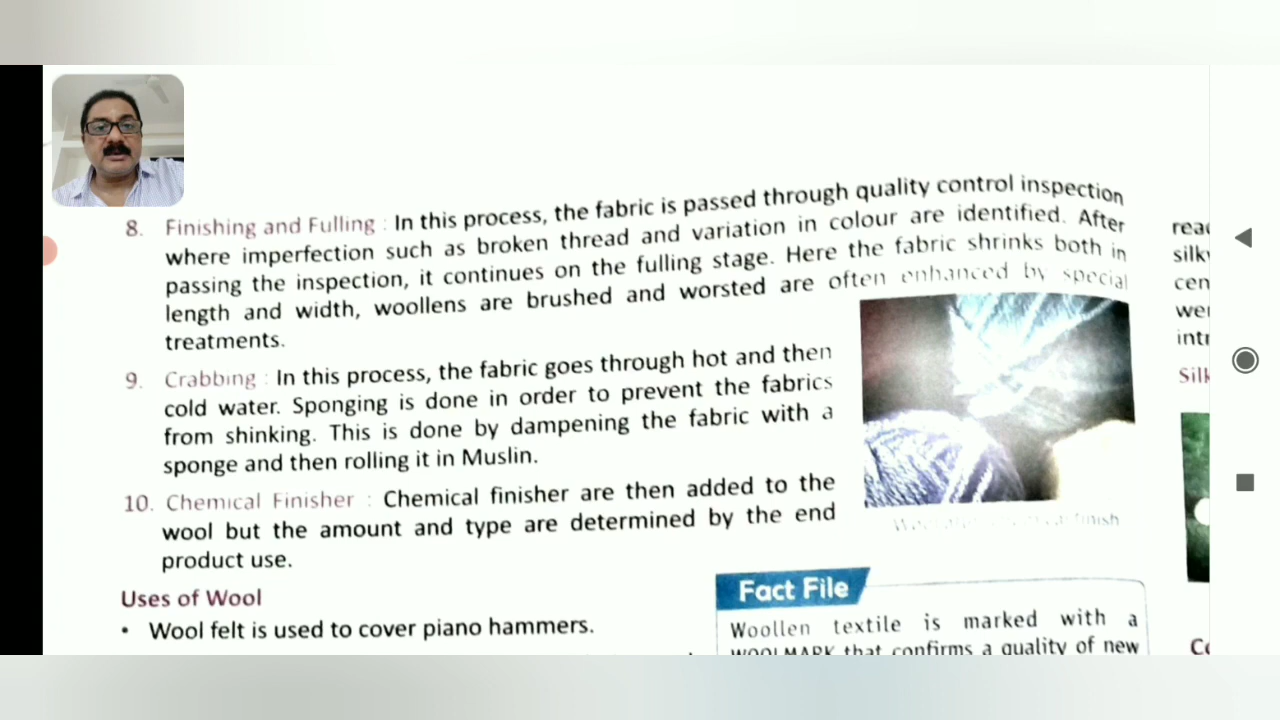 8. Finishing and Fulling : In this process, the fabric is passed through quality control inspection
where imperfection such as broken thread and variation in colour are identified. After
passing the inspection, it continues on the fulling stage. Here the fabric shrinks both in
length and width, woollens are brushed and worsted are often enhanced by special
treatments.
9. Crabbing : In this process, the fabric goes through hot and then
cold water. Sponging is done in order to prevent the fabrics
from shinking. This is done by dampening the fabric with a
sponge and then rolling it in Muslin.
10. Chemical Finisher : Chemical finisher are then added to the
wool but the amount and type are determined by the end
product use.
finish
Uses of Wool
• Wool felt is used to cover piano hammers.
Fact File
Woollen textile is marked with a
WOOLMARK that confirms a quality of new
Silk